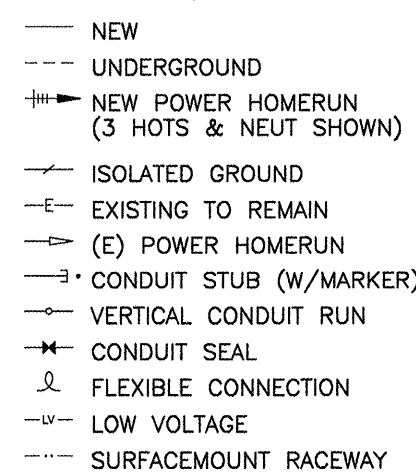 NEW
UNDERGROUND
NEW POWER HOMERUN
(3 HOTS & NEUT SHOWN)
ISOLATED GROUND
E EXISTING TO REMAIN
(E) POWER HOMERUN
CONDUIT STUB (W/MARKER)
VERTICAL CONDUIT RUN
CONDUIT SEAL
FLEXIBLE CONNECTION
LV LOW VOLTAGE
SURFACEMOUNT RACEWAY